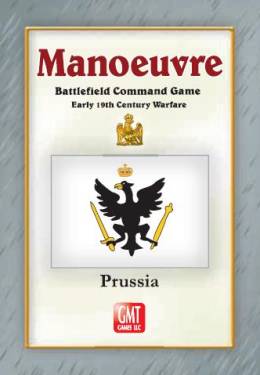 Manoeuvre
Battlefield Command Game
Early 19th Century Warfare
Prussia
GMT
GAMES LLC